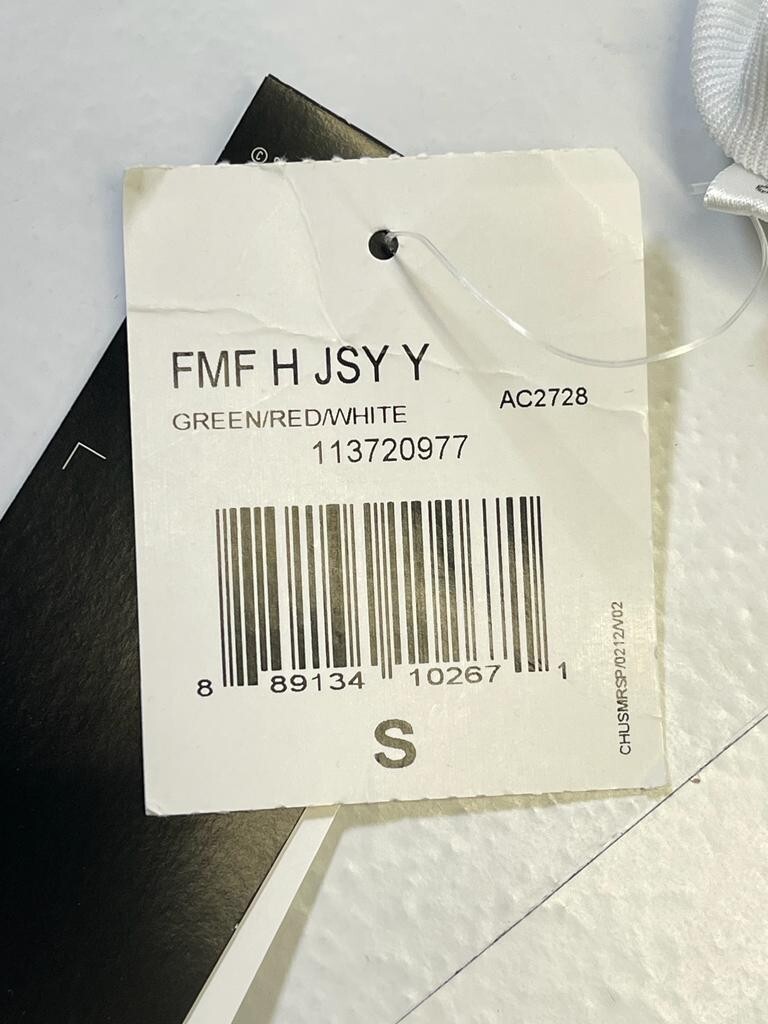 ©
FMF H JSY Y
GREEN/RED/WHITE
AC2728
113720977
8 89134 10267 1
S
CHUSMRSP/0212/V02